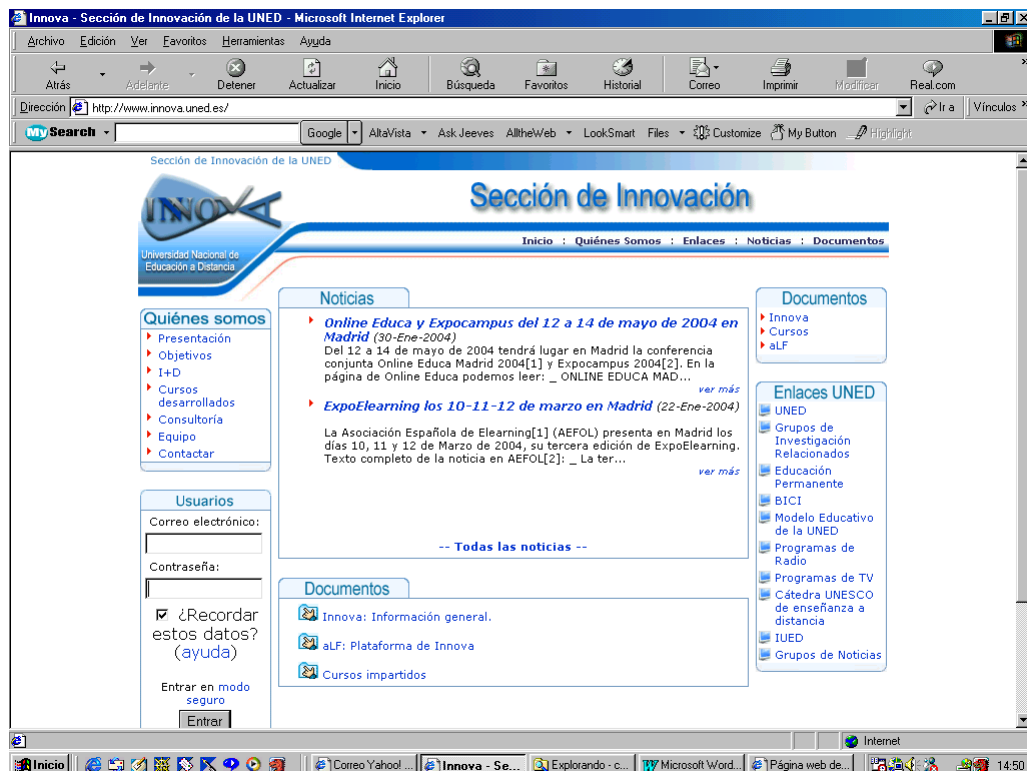 Innova - Sección de Innovación de la UNED - Microsoft Internet Explorer
Archivo Edición Ver Favoritos Herramientas Ayuda
Atrás Adelante Detener Actualizar Inicio Búsqueda Favoritos Historial Correo Imprimir Modificar Real.com
Dirección http://www.innova.uned.es/ Ir a Vínculos
My Search Google AltaVista Ask Jeeves AlltheWeb LookSmart Files Customize My Button Highlight
Sección de Innovación de la UNED
INNOVA
Universidad Nacional de
Educación a Distancia
Sección de Innovación
Inicio : Quiénes Somos : Enlaces : Noticias : Documentos
Quiénes somos
Presentación
Objetivos
I+D
Cursos
desarrollados
Consultoría
Equipo
Contactar
Usuarios
Correo electrónico:
Contraseña:
¿Recordar
estos datos?
(ayuda)
Entrar en modo
seguro
Entrar
Noticias
Online Educa y Expocampus del 12 a 14 de mayo de 2004 en
Madrid (30-Ene-2004)
Del 12 a 14 de mayo de 2004 tendrá lugar en Madrid la conferencia
conjunta Online Educa Madrid 2004[1] y Expocampus 2004[2]. En la
página de Online Educa podemos leer: _ ONLINE EDUCA MAD...
ver más
ExpoElearning los 10-11-12 de marzo en Madrid (22-Ene-2004)
La Asociación Española de Elearning[1] (AEFOL) presenta en Madrid los
días 10, 11 y 12 de Marzo de 2004, su tercera edición de ExpoElearning.
Texto completo de la noticia en AEFOL[2]: _ La ter...
ver más
-- Todas las noticias --
Documentos
Innova: Información general.
aLF: Plataforma de Innova
Cursos impartidos
Documentos
Innova
Cursos
aLF
Enlaces UNED
UNED
Grupos de
Investigación
Relacionados
Educación
Permanente
BICI
Modelo Educativo
de la UNED
Programas de
Radio
Programas de TV
Cátedra UNESCO
de enseñanza a
distancia
IUED
Grupos de Noticias
Internet
Inicio Correo Yahoo! ... Innova - Se... Explorando - c... Microsoft Word... Página web de... 14:50